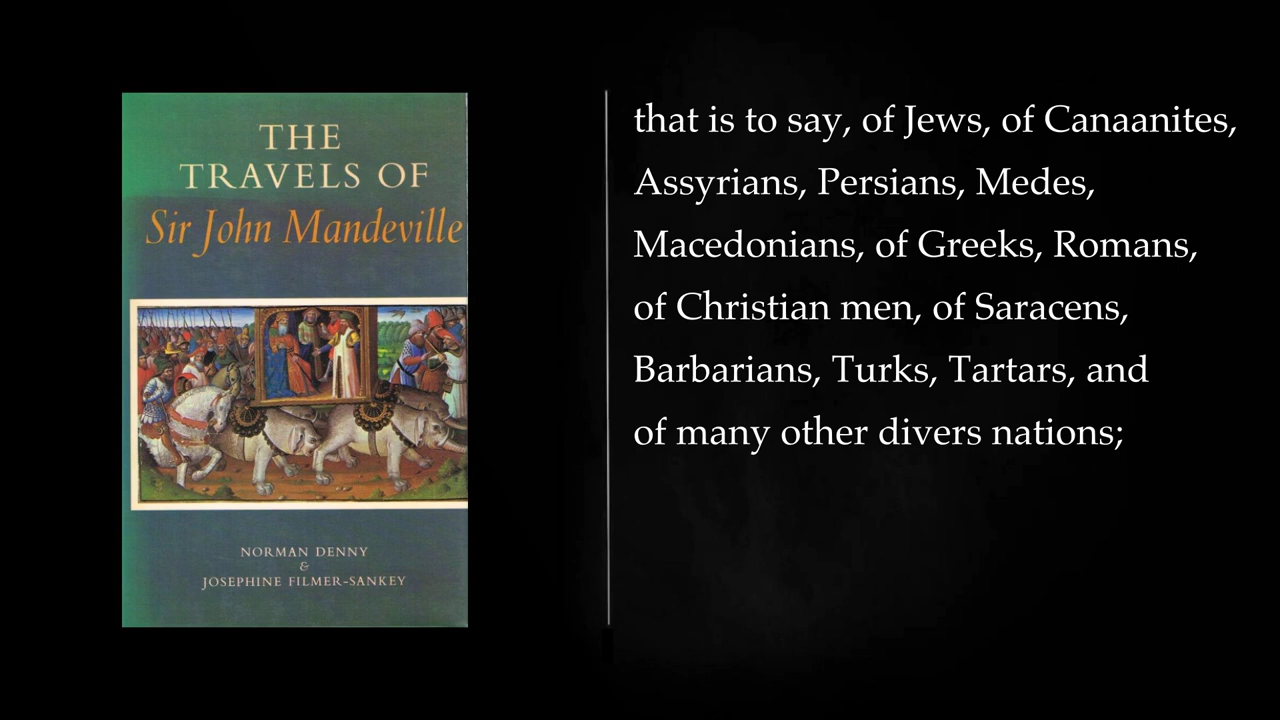 THE
TRAVELS OF
Sir John Mandeville
NORMAN DENNY
&
JOSEPHINE FILMER-SANKEY
that is to say, of Jews, of Canaanites,
Assyrians, Persians, Medes,
Macedonians, of Greeks, Romans,
of Christian men, of Saracens,
Barbarians, Turks, Tartars, and
of many other divers nations;